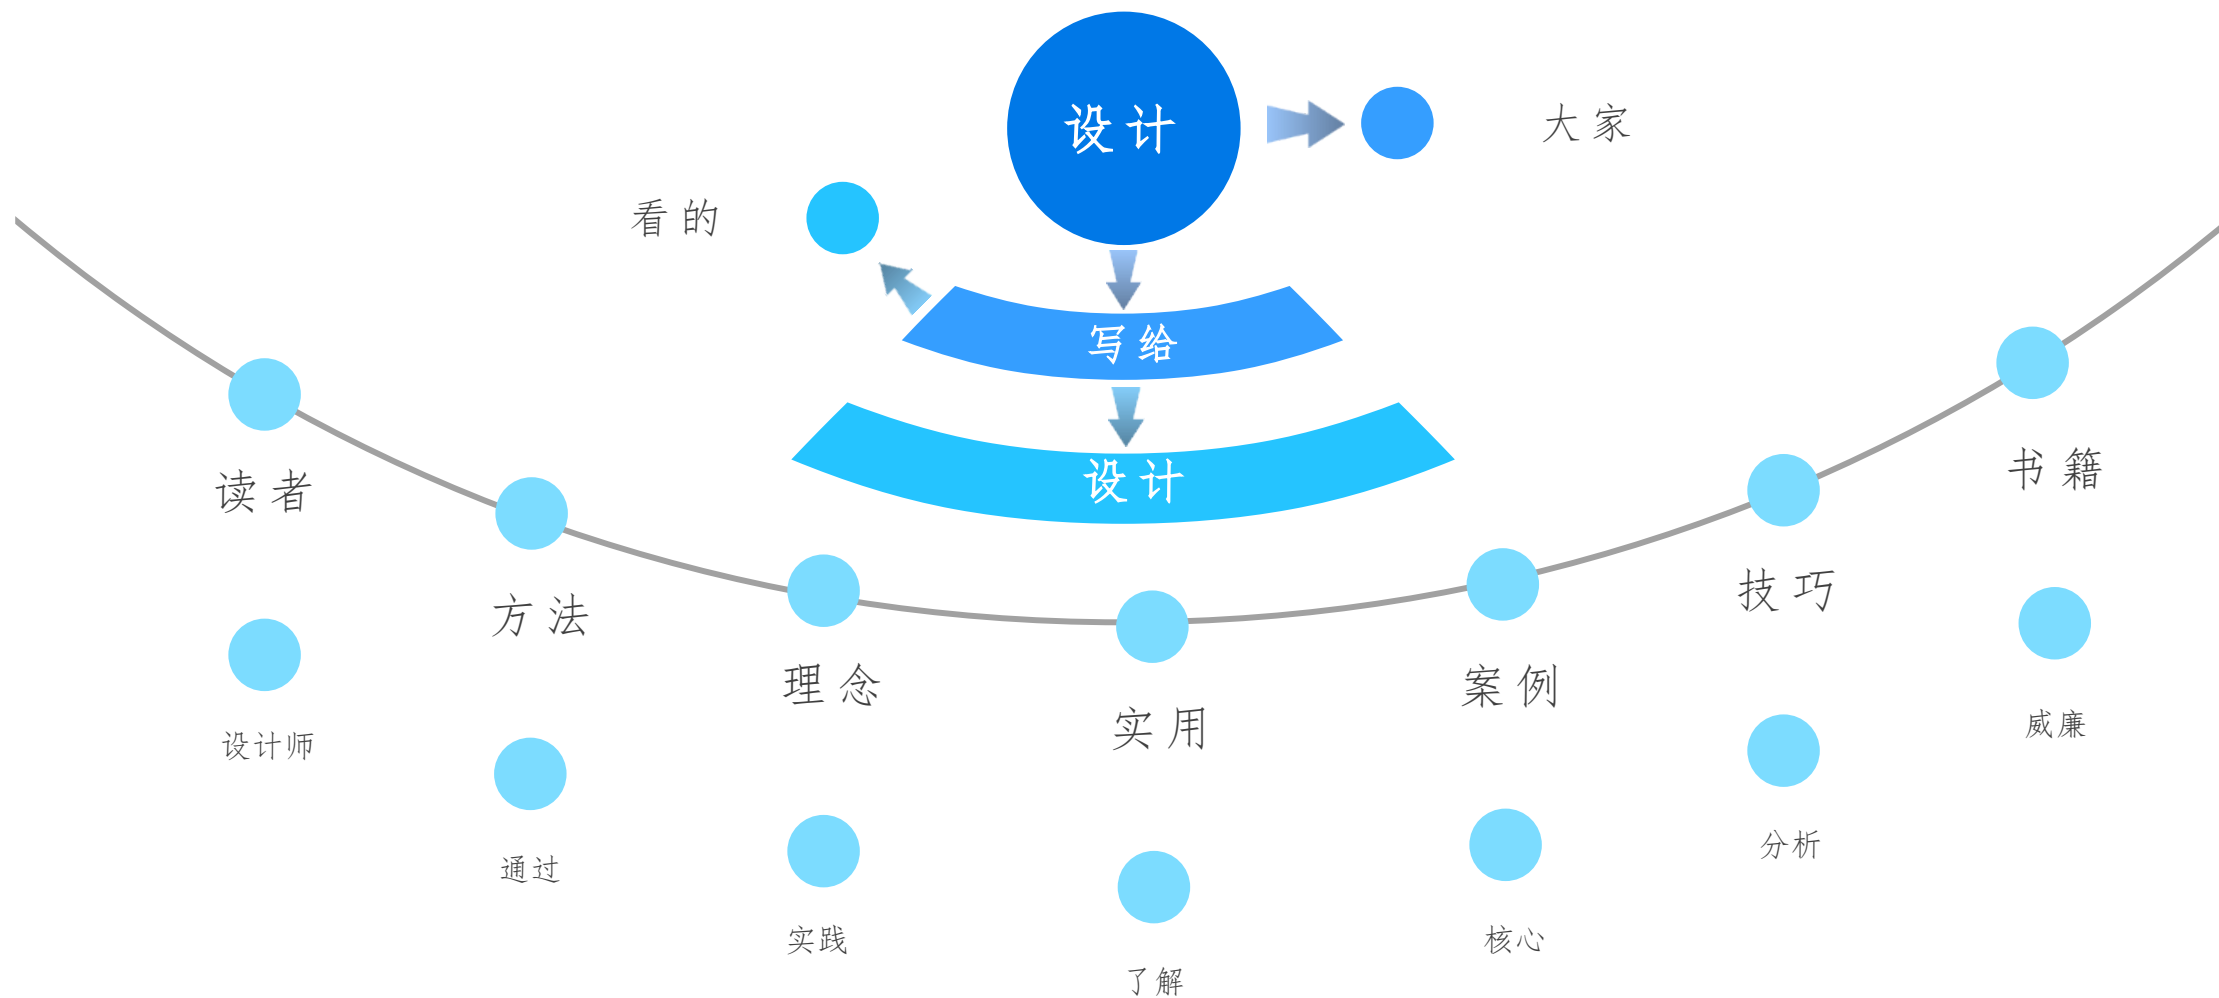 设计
大家
看的
写给
设计
读者
方法
理念
实用
案例
技巧
书籍
设计师
通过
实践
了解
核心
分析
威廉